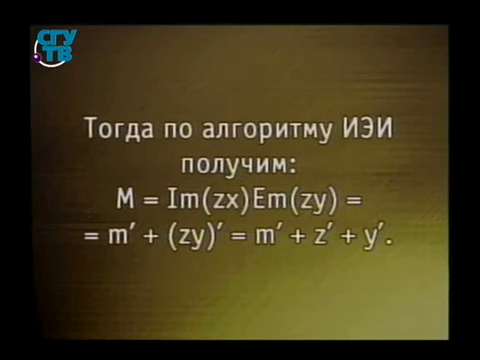 СГУ
ТВ
Тогда по алгоритму ИЭИ
получим:
M = Im(zx)Em(zy) =
= m′ + (zy)′ = m′ + z′ + y′.